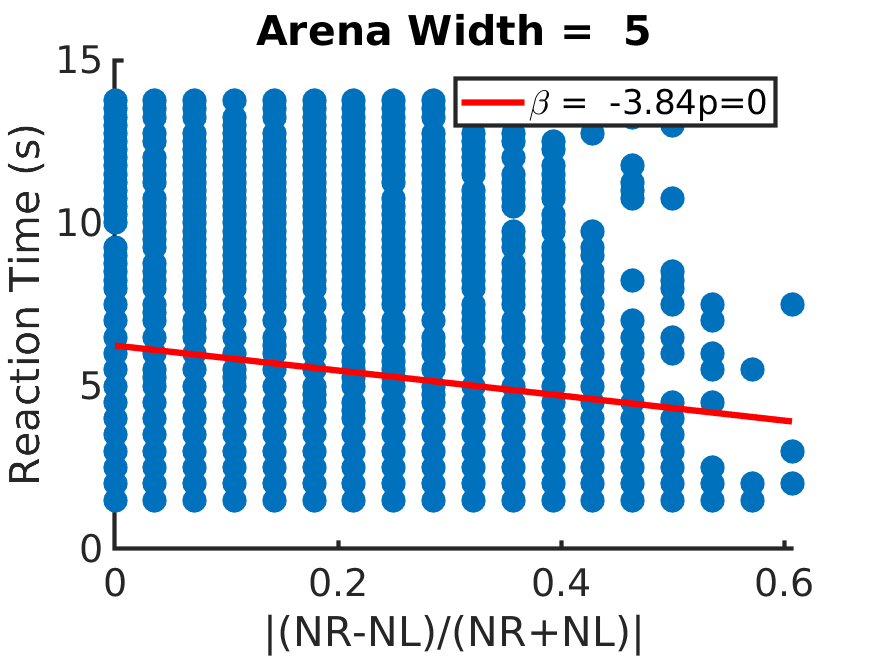 Arena Width =  5
β =  -3.84p=0
15
10
5
0
Reaction Time (s)
0 0.2 0.4 0.6
|(NR-NL)/(NR+NL)|